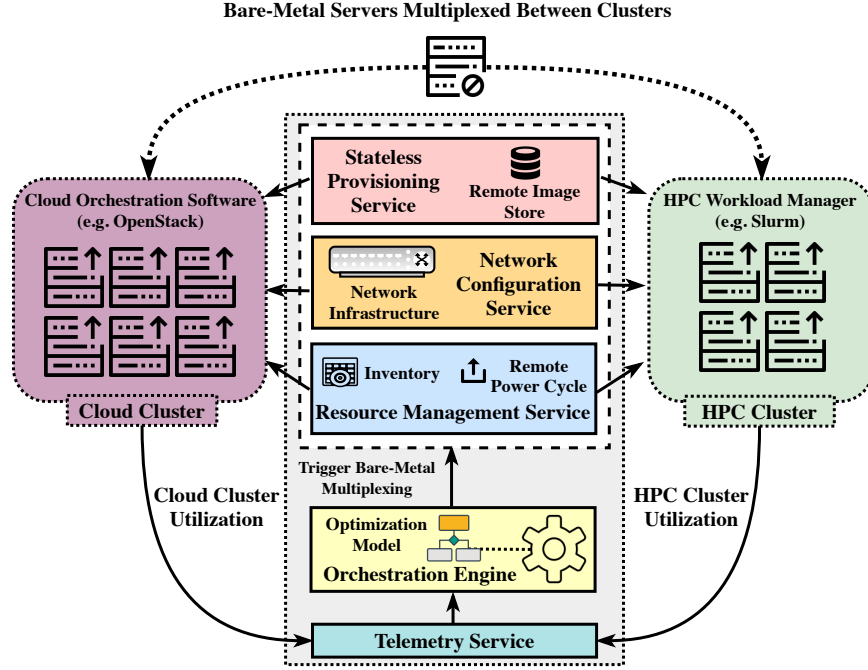 Bare-Metal Servers Multiplexed Between Clusters
Stateless
Provisioning
Service
Remote Image
Store
Cloud Orchestration Software
(e.g. OpenStack)
HPC Workload Manager
(e.g. Slurm)
Network
Infrastructure
Network
Configuration
Service
Inventory
Remote
Power Cycle
Resource Management Service
Cloud Cluster
HPC Cluster
Trigger Bare-Metal
Multiplexing
Cloud Cluster
Utilization
HPC Cluster
Utilization
Optimization
Model
Orchestration Engine
Telemetry Service